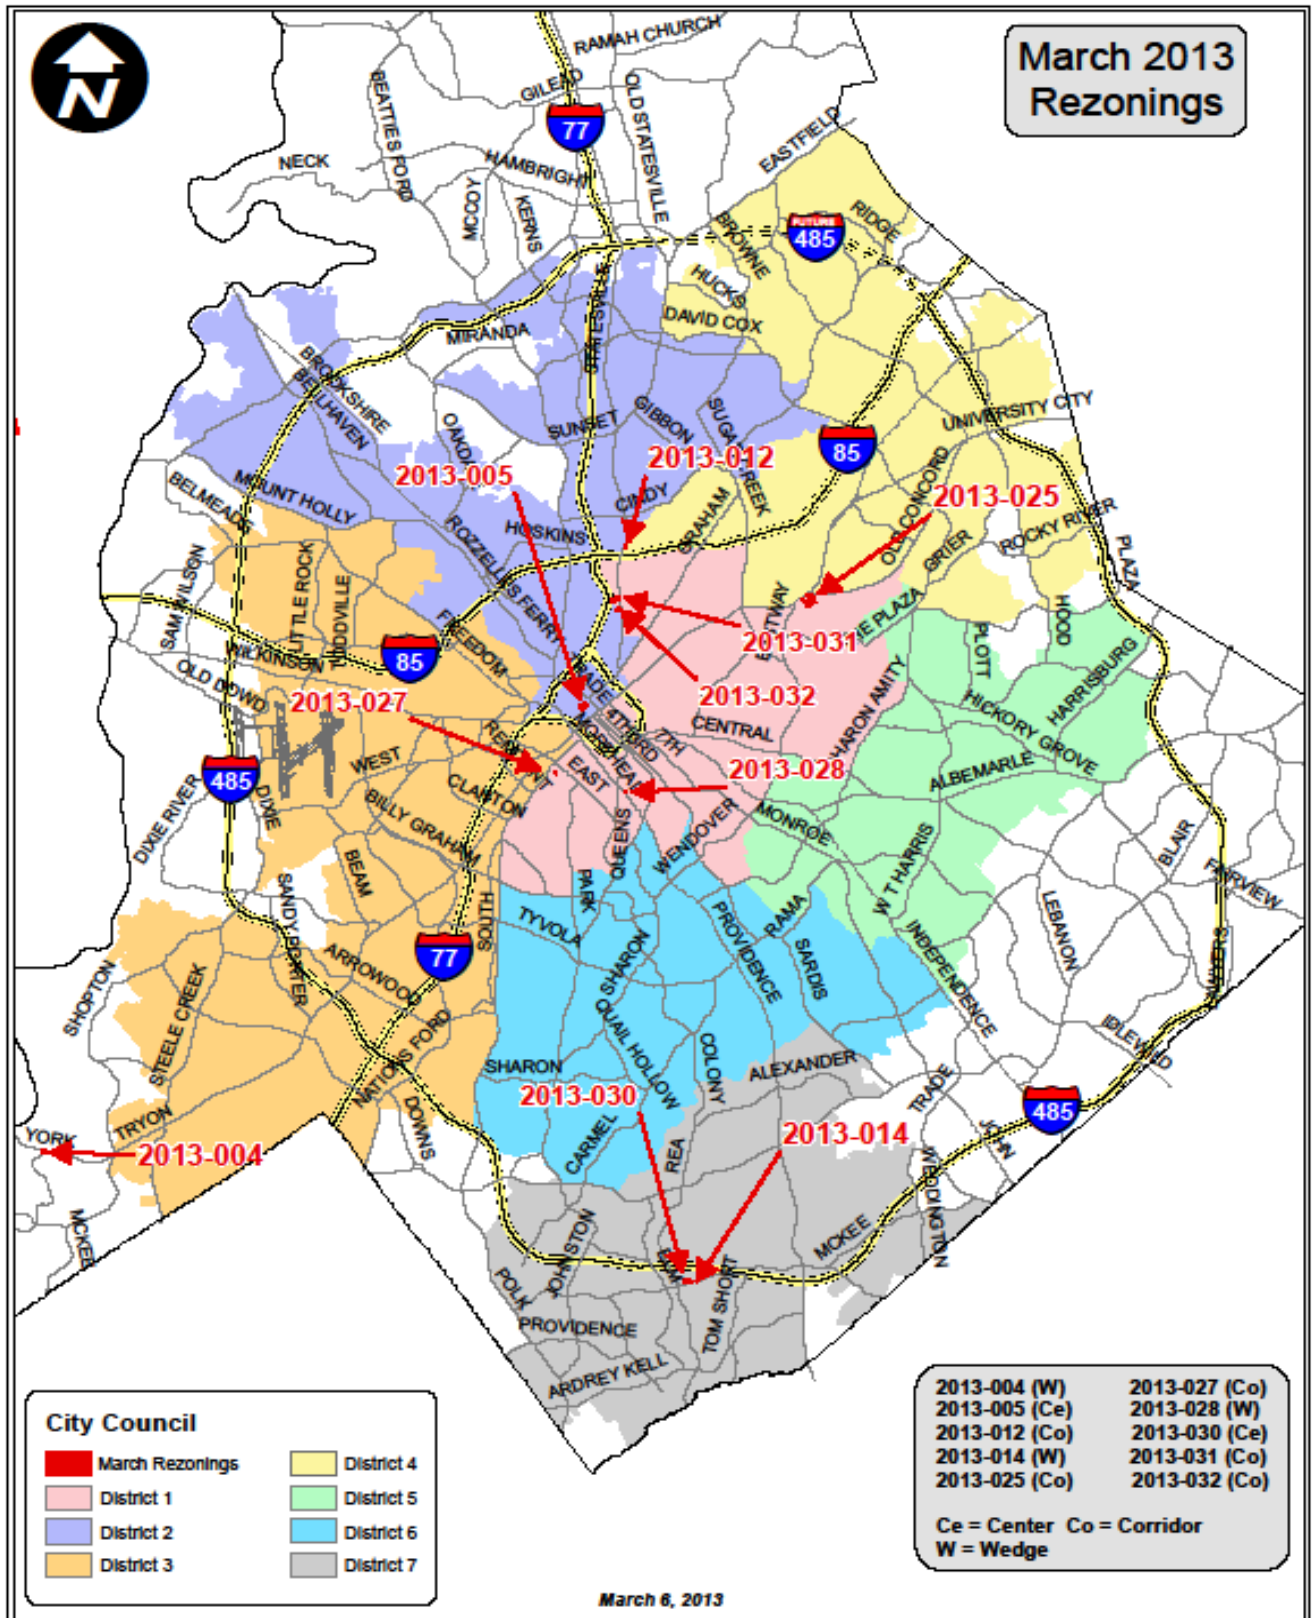 N
March 2013
Rezonings
RAMAH CHURCH
GILEAD
BEATTIES FORD
OLD STATESVILLE
77
EASTFIELD
NECK
HAMBRIGHT
MCCOY
KERNS
BROWNE
RIDGE
FUTURE
485
HUCKS
DAVID COX
STATESVILLE
MIRANDA
BROOKSHIRE
BELLHAVEN
SUNSET
GIBBON
UNIVERSITY CITY
85
2013-012
2013-005
2013-025
OLD CONCORD
BELMEADE
MOUNT HOLLY
CINDY
GRAHAM
HOSKINS
ROZZELLES FERRY
GRIER
ROCKY RIVER
PLAZA
SAM WILSON
LITTLE ROCK
TUDDVILLE
FREEDOM
HOOD
PLOTT
2013-031
WILKINSON
85
OLD DOWD
2013-027
2013-032
HARRISBURG
HICKORY GROVE
CENTRAL
7TH
MOREHEAD
WEST
EAST
2013-028
ALBEMARLE
485
DIXIE
DIXIE RIVER
CLANTON
BILLY GRAHAM
QUEENS
WENDOVER
MONROE
BLAIR
FAIRVIEW
BEAM
W T HARRIS
PARK
SANDY PORTER
SOUTH
TYVOLA
PROVIDENCE
RAMA
SARDIS
LEBANON
INDEPENDENCE
77
SHARON
ARROWOOD
SHOPTON
STEELE CREEK
QUAIL HOLLOW
COLONY
NATIONS FORD
IDLEWILD
SHARON
ALEXANDER
2013-030
TRADE
485
DOWNS
JOHN
YORK
TRYON
2013-004
CARMEL
REA
2013-014
WEDDINGTON
MCKEE
MCKEE
JOHNSTON
POLK
TOM SHORT
PROVIDENCE
ARDREY KELL
City Council
March Rezonings
District 1
District 2
District 3
District 4
District 5
District 6
District 7
2013-004 (W) 2013-027 (Co)
2013-005 (Ce) 2013-028 (W)
2013-012 (Co) 2013-030 (Ce)
2013-014 (W) 2013-031 (Co)
2013-025 (Co) 2013-032 (Co)
Ce = Center Co = Corridor
W = Wedge
March 6, 2013